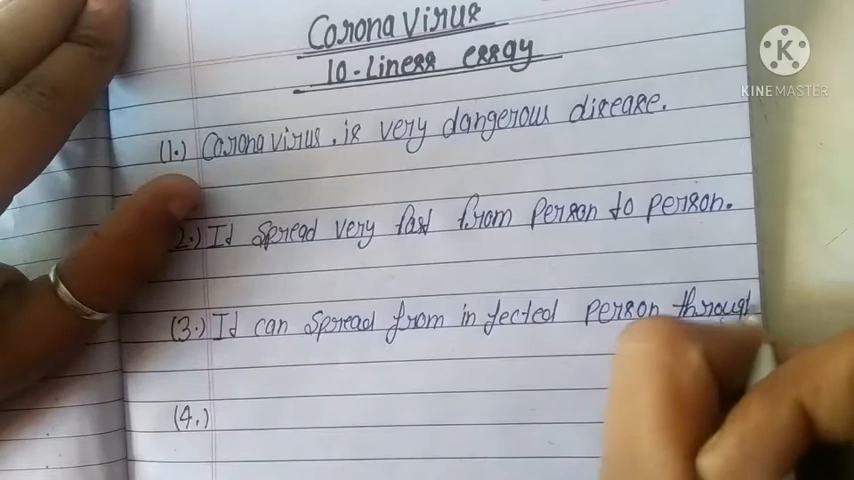 Corona Virus
10-Liness essay
KINEMASTER
(1.) Corona virus. is very dangerous disease.
2.) It spread very fast from person to person.
(3.) It can spread from infected person through
(4.)